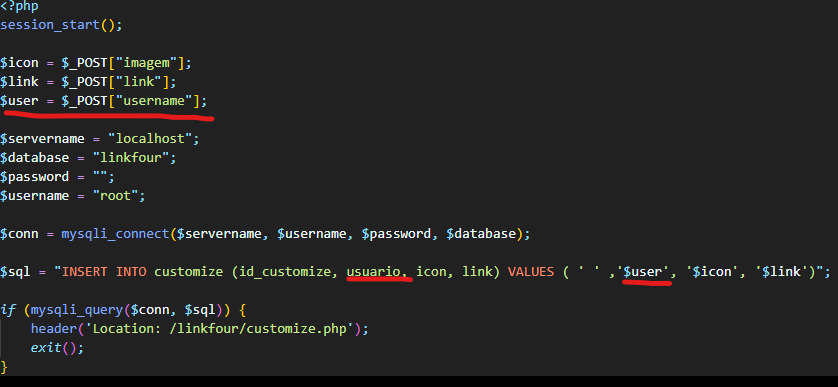 <?php
session_start();
$icon = $_POST["imagem"];
$link = $_POST["link"];
$user = $_POST["username"];
$servername = "localhost";
$database = "linkfour";
$password = "";
$username = "root";
$conn = mysqli_connect($servername, $username, $password, $database);
$sql = "INSERT INTO customize (id_customize, usuario, icon, link) VALUES ( ' ' ,'$user', '$icon', '$link')";
if (mysqli_query($conn, $sql)) {
    header('Location: /linkfour/customize.php');
    exit();
}